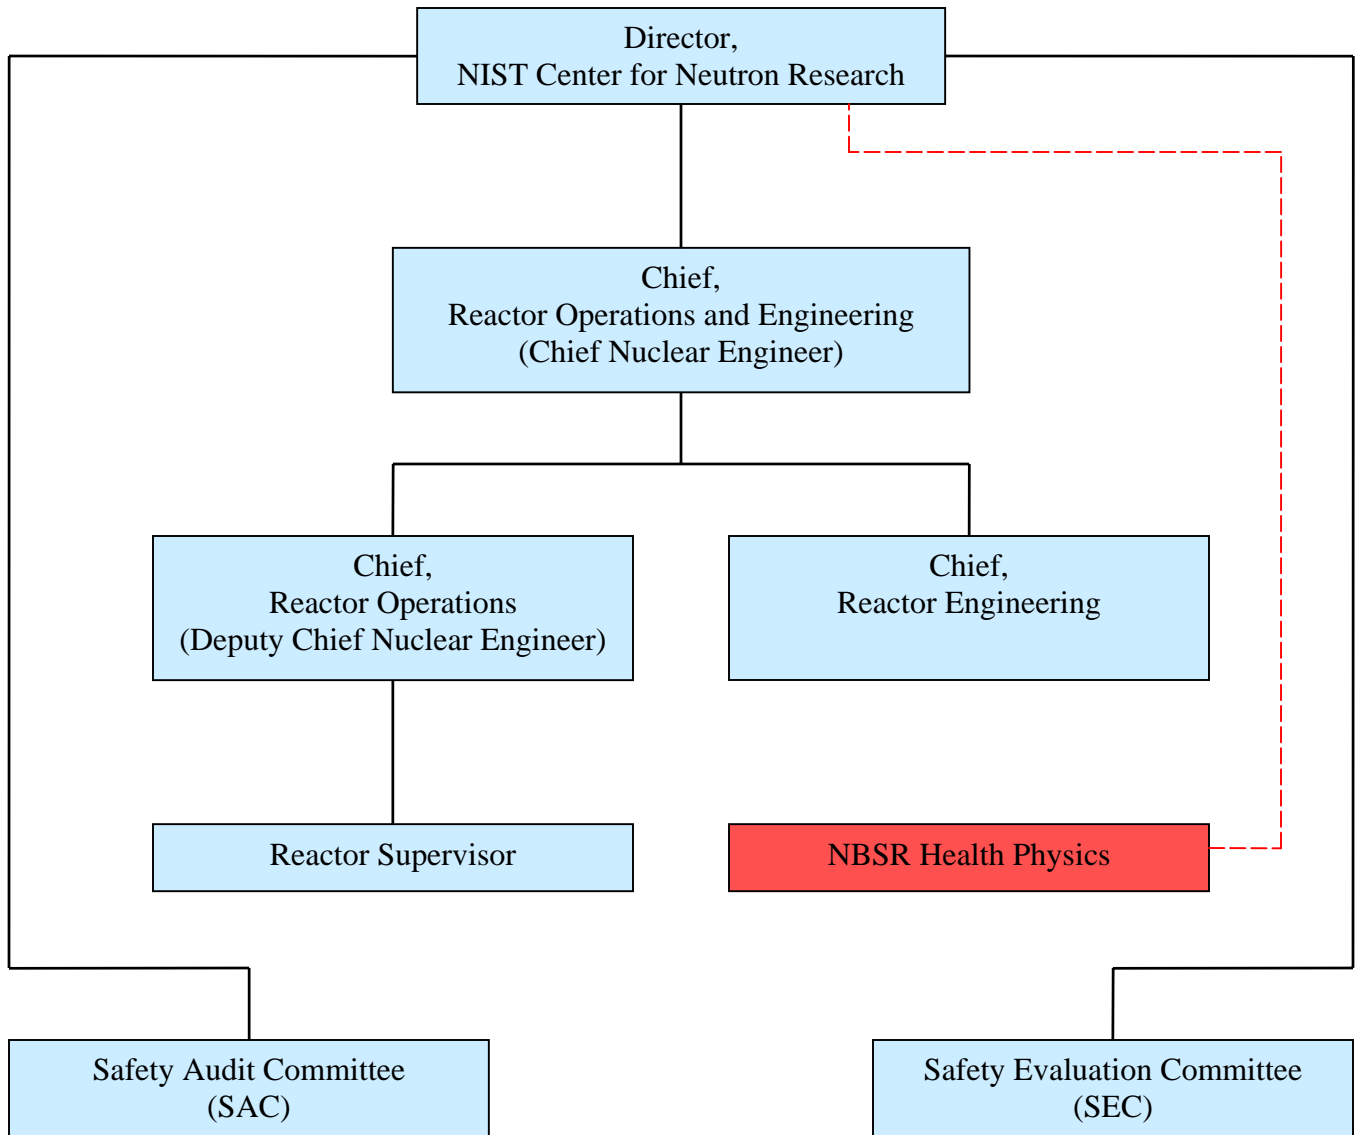 Director,
NIST Center for Neutron Research
Chief,
Reactor Operations and Engineering
(Chief Nuclear Engineer)
Chief,
Reactor Operations
(Deputy Chief Nuclear Engineer)
Chief,
Reactor Engineering
Reactor Supervisor
NBSR Health Physics
Safety Audit Committee
(SAC)
Safety Evaluation Committee
(SEC)